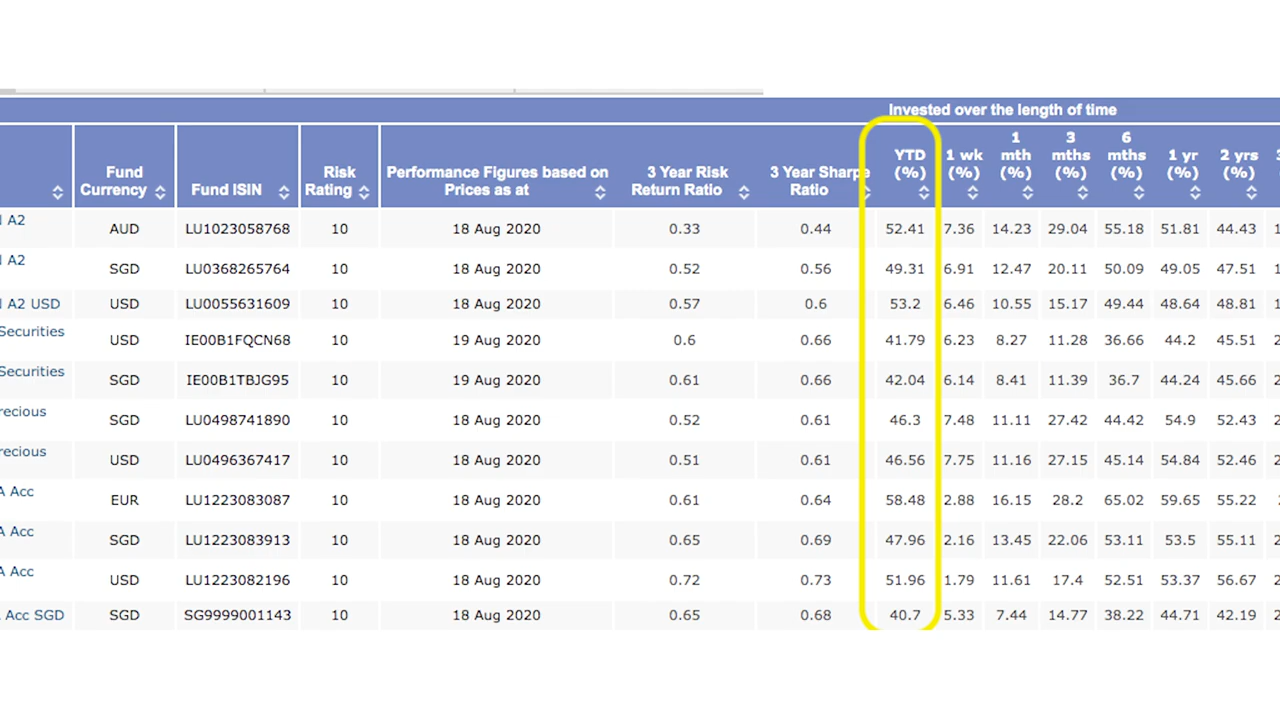 Invested over the length of time
Fund Currency Fund ISIN Risk Rating Performance Figures based on Prices as at 3 Year Risk Return Ratio 3 Year Sharpe Ratio YTD (%) 1 wk (%) 1 mth (%) 3 mths (%) 6 mths (%) 1 yr (%) 2 yrs (%)
A2 AUD LU1023058768 10 18 Aug 2020 0.33 0.44 52.41 7.36 14.23 29.04 55.18 51.81 44.43
A2 SGD LU0368265764 10 18 Aug 2020 0.52 0.56 49.31 6.91 12.47 20.11 50.09 49.05 47.51
A2 USD USD LU0055631609 10 18 Aug 2020 0.57 0.6 53.2 6.46 10.55 15.17 49.44 48.64 48.81
Securities USD IE00B1FQCN68 10 19 Aug 2020 0.6 0.66 41.79 6.23 8.27 11.28 36.66 44.2 45.51
Securities SGD IE00B1TBJG95 10 19 Aug 2020 0.61 0.66 42.04 6.14 8.41 11.39 36.7 44.24 45.66
recious SGD LU0498741890 10 18 Aug 2020 0.52 0.61 46.3 7.48 11.11 27.42 44.42 54.9 52.43
recious USD LU0496367417 10 18 Aug 2020 0.51 0.61 46.56 7.75 11.16 27.15 45.14 54.84 52.46
A Acc EUR LU1223083087 10 18 Aug 2020 0.61 0.64 58.48 2.88 16.15 28.2 65.02 59.65 55.22
A Acc SGD LU1223083913 10 18 Aug 2020 0.65 0.69 47.96 2.16 13.45 22.06 53.11 53.5 55.11
A Acc USD LU1223082196 10 18 Aug 2020 0.72 0.73 51.96 1.79 11.61 17.4 52.51 53.37 56.67
Acc SGD SGD SG9999001143 10 18 Aug 2020 0.65 0.68 40.7 5.33 7.44 14.77 38.22 44.71 42.19